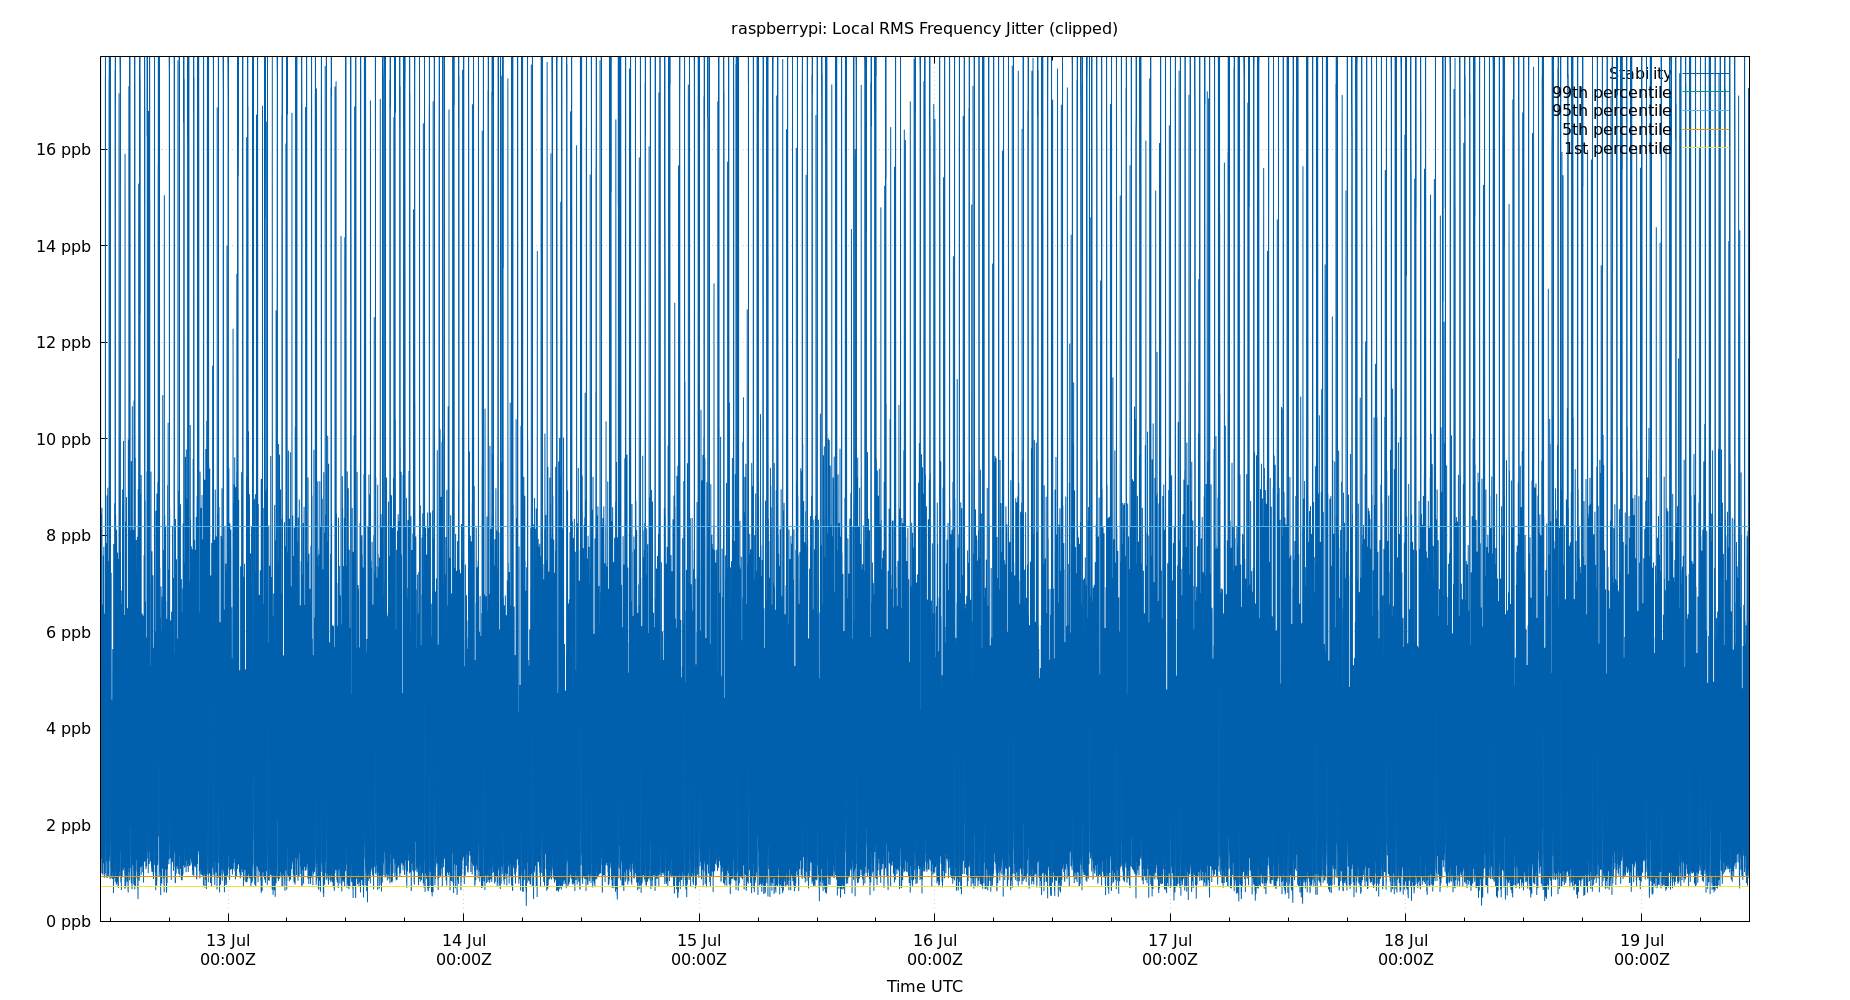 raspberrypi: Local RMS Frequency Jitter (clipped)
Stability
99th percentile
95th percentile
5th percentile
1st percentile
16 ppb
14 ppb
12 ppb
10 ppb
8 ppb
6 ppb
4 ppb
2 ppb
0 ppb
13 Jul 14 Jul 15 Jul 16 Jul 17 Jul 18 Jul 19 Jul
00:00Z 00:00Z 00:00Z 00:00Z 00:00Z 00:00Z 00:00Z
Time UTC